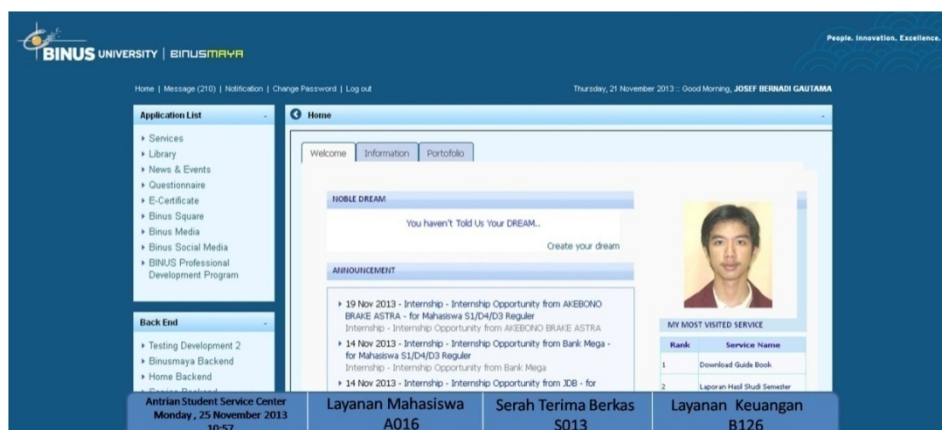 People. Innovation. Excellence.
BINUS UNIVERSITY | BINUSMAYA
Home | Message (210) | Notification | Change Password | Log out
Thursday, 21 November 2013 :: Good Morning, JOSEF BERNADI GAUTAMA
Application List -
Services
Library
News & Events
Questionnaire
E-Certificate
Binus Square
Binus Media
Binus Social Media
BINUS Professional
Development Program
Back End -
Testing Development 2
Binusmaya Backend
Home Backend
Home -
Welcome Information Portofolio
NOBLE DREAM
You haven't Told Us Your DREAM..
Create your dream
ANNOUNCEMENT
19 Nov 2013 - Internship - Internship Opportunity from AKEBONO
BRAKE ASTRA - for Mahasiswa S1/D4/D3 Reguler
Internship - Internship Opportunity from AKEBONO BRAKE ASTRA
14 Nov 2013 - Internship - Internship Opportunity from Bank Mega -
for Mahasiswa S1/D4/D3 Reguler
Internship - Internship Opportunity from Bank Mega
14 Nov 2013 - Internship - Internship Opportunity from JDB - for
MY MOST VISITED SERVICE
Rank Service Name
1 Download Guide Book
2 Laporan Hasil Studi Semester
Antrian Student Service Center
Monday , 25 November 2013
10:57
Layanan Mahasiswa
A016
Serah Terima Berkas
S013
Layanan Keuangan
B126